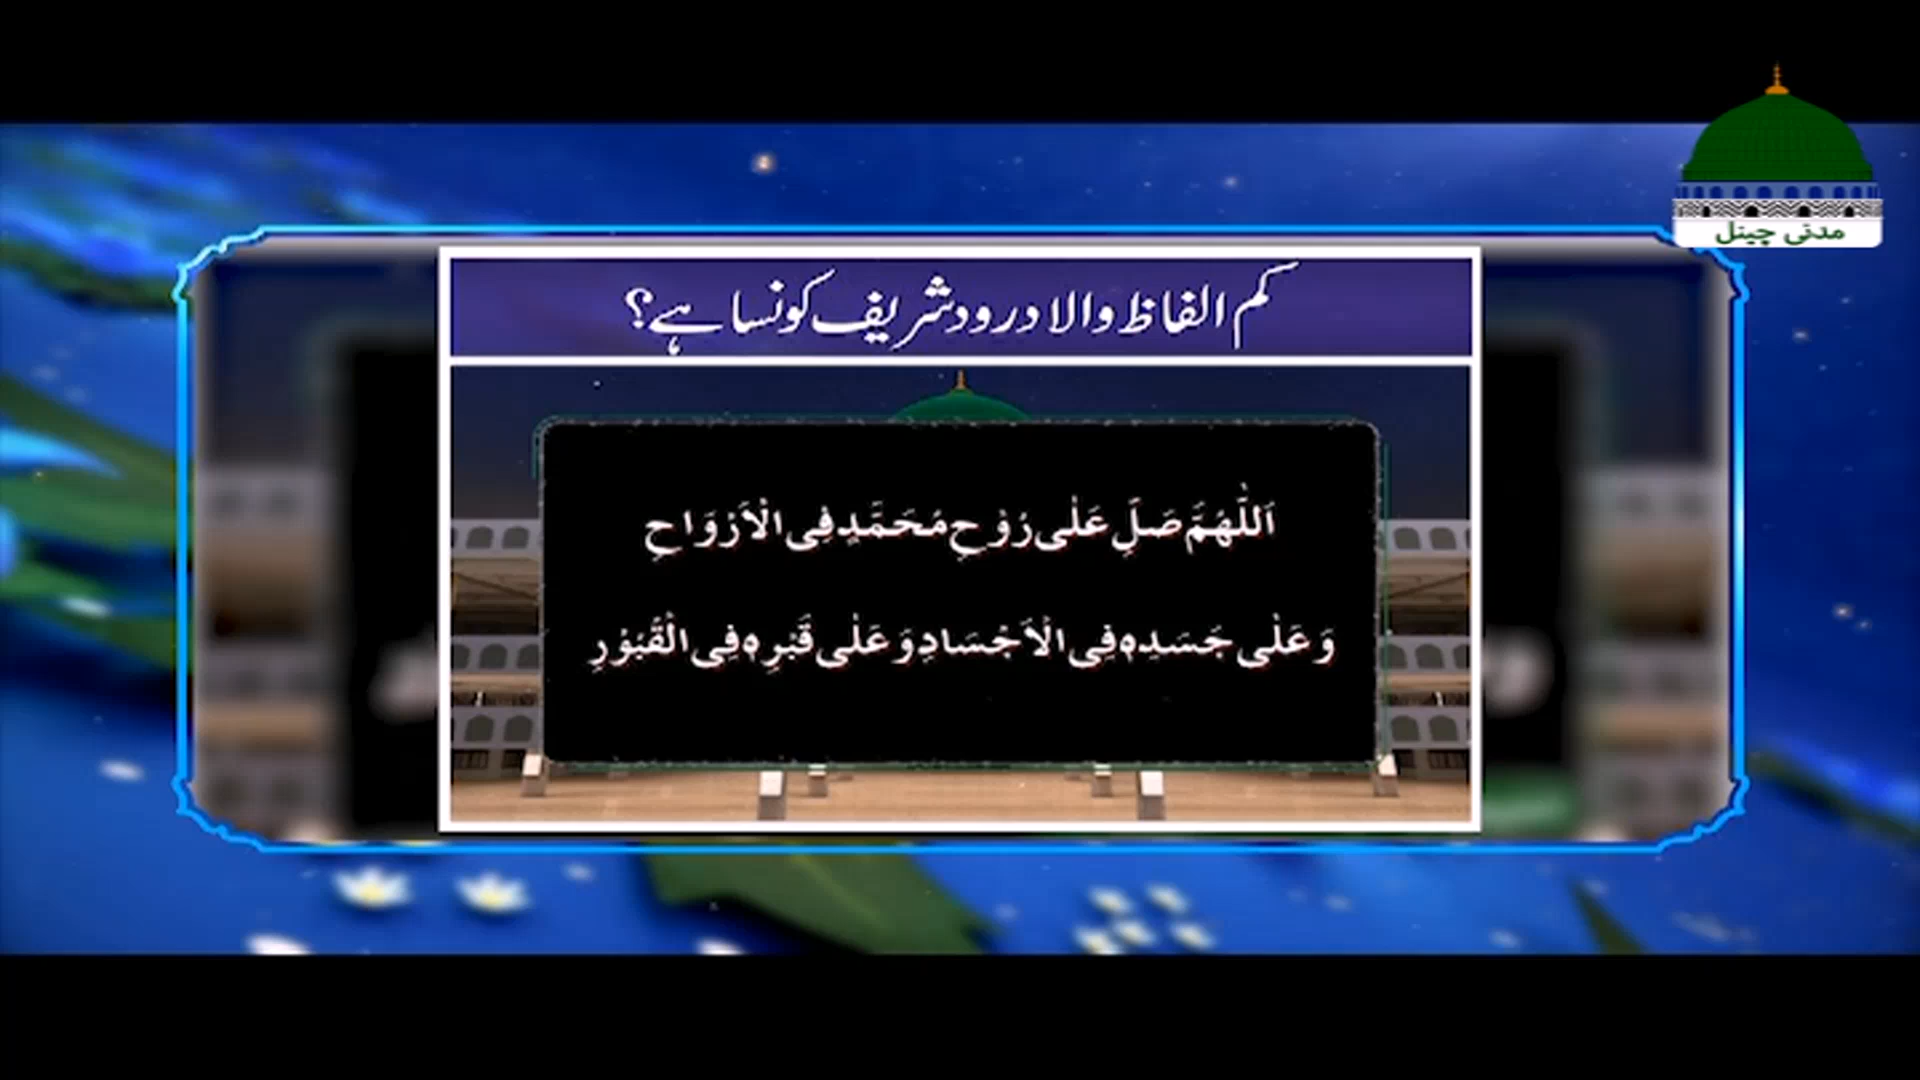 مدنی چینل
کم الفاظ والا درود شریف کونسا ہے؟
اَللّٰهُمَّ صَلِّ عَلٰى رُوْحِ مُحَمَّدٍ فِى الْاَرْوَاحِ
وَ عَلٰى جَسَدِهٖ فِى الْاَجْسَادِ وَ عَلٰى قَبْرِهٖ فِى الْقُبُوْرِ